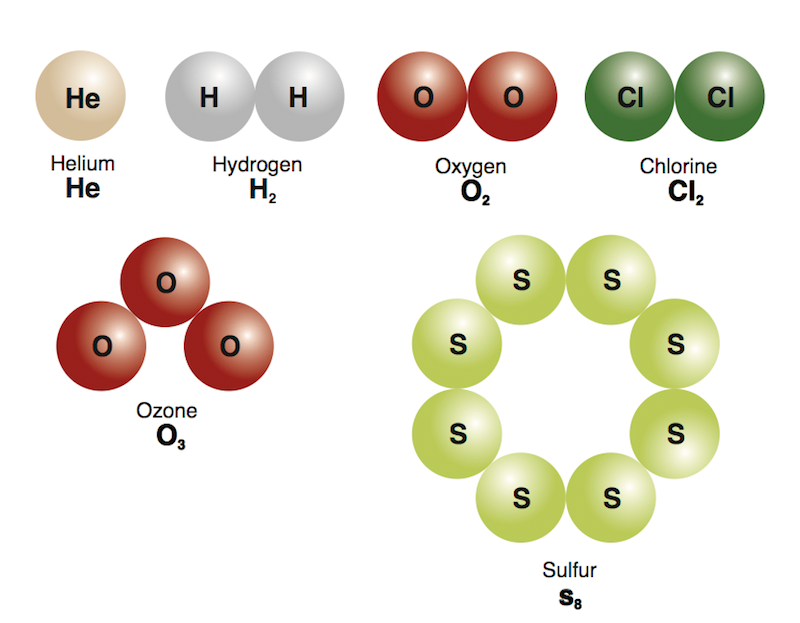 He
H H
O O
Cl Cl
Helium
He
Hydrogen
H₂
Oxygen
O₂
Chlorine
Cl₂
O
O O
Ozone
O₃
S S
S S
S S
S S
Sulfur
S₈